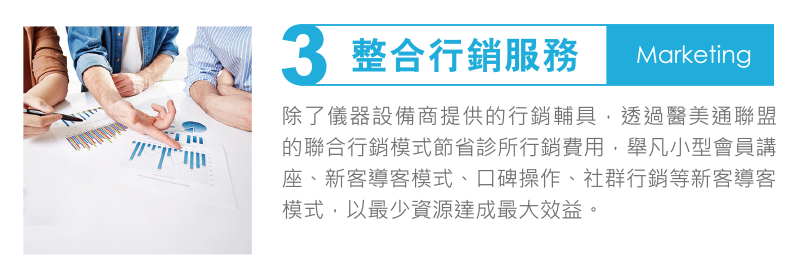 3 整合行銷服務 Marketing
除了儀器設備商提供的行銷輔具，透過醫美通聯盟
的聯合行銷模式節省診所行銷費用，舉凡小型會員講
座、新客導客模式、口碑操作、社群行銷等新客導客
模式，以最少資源達成最大效益。